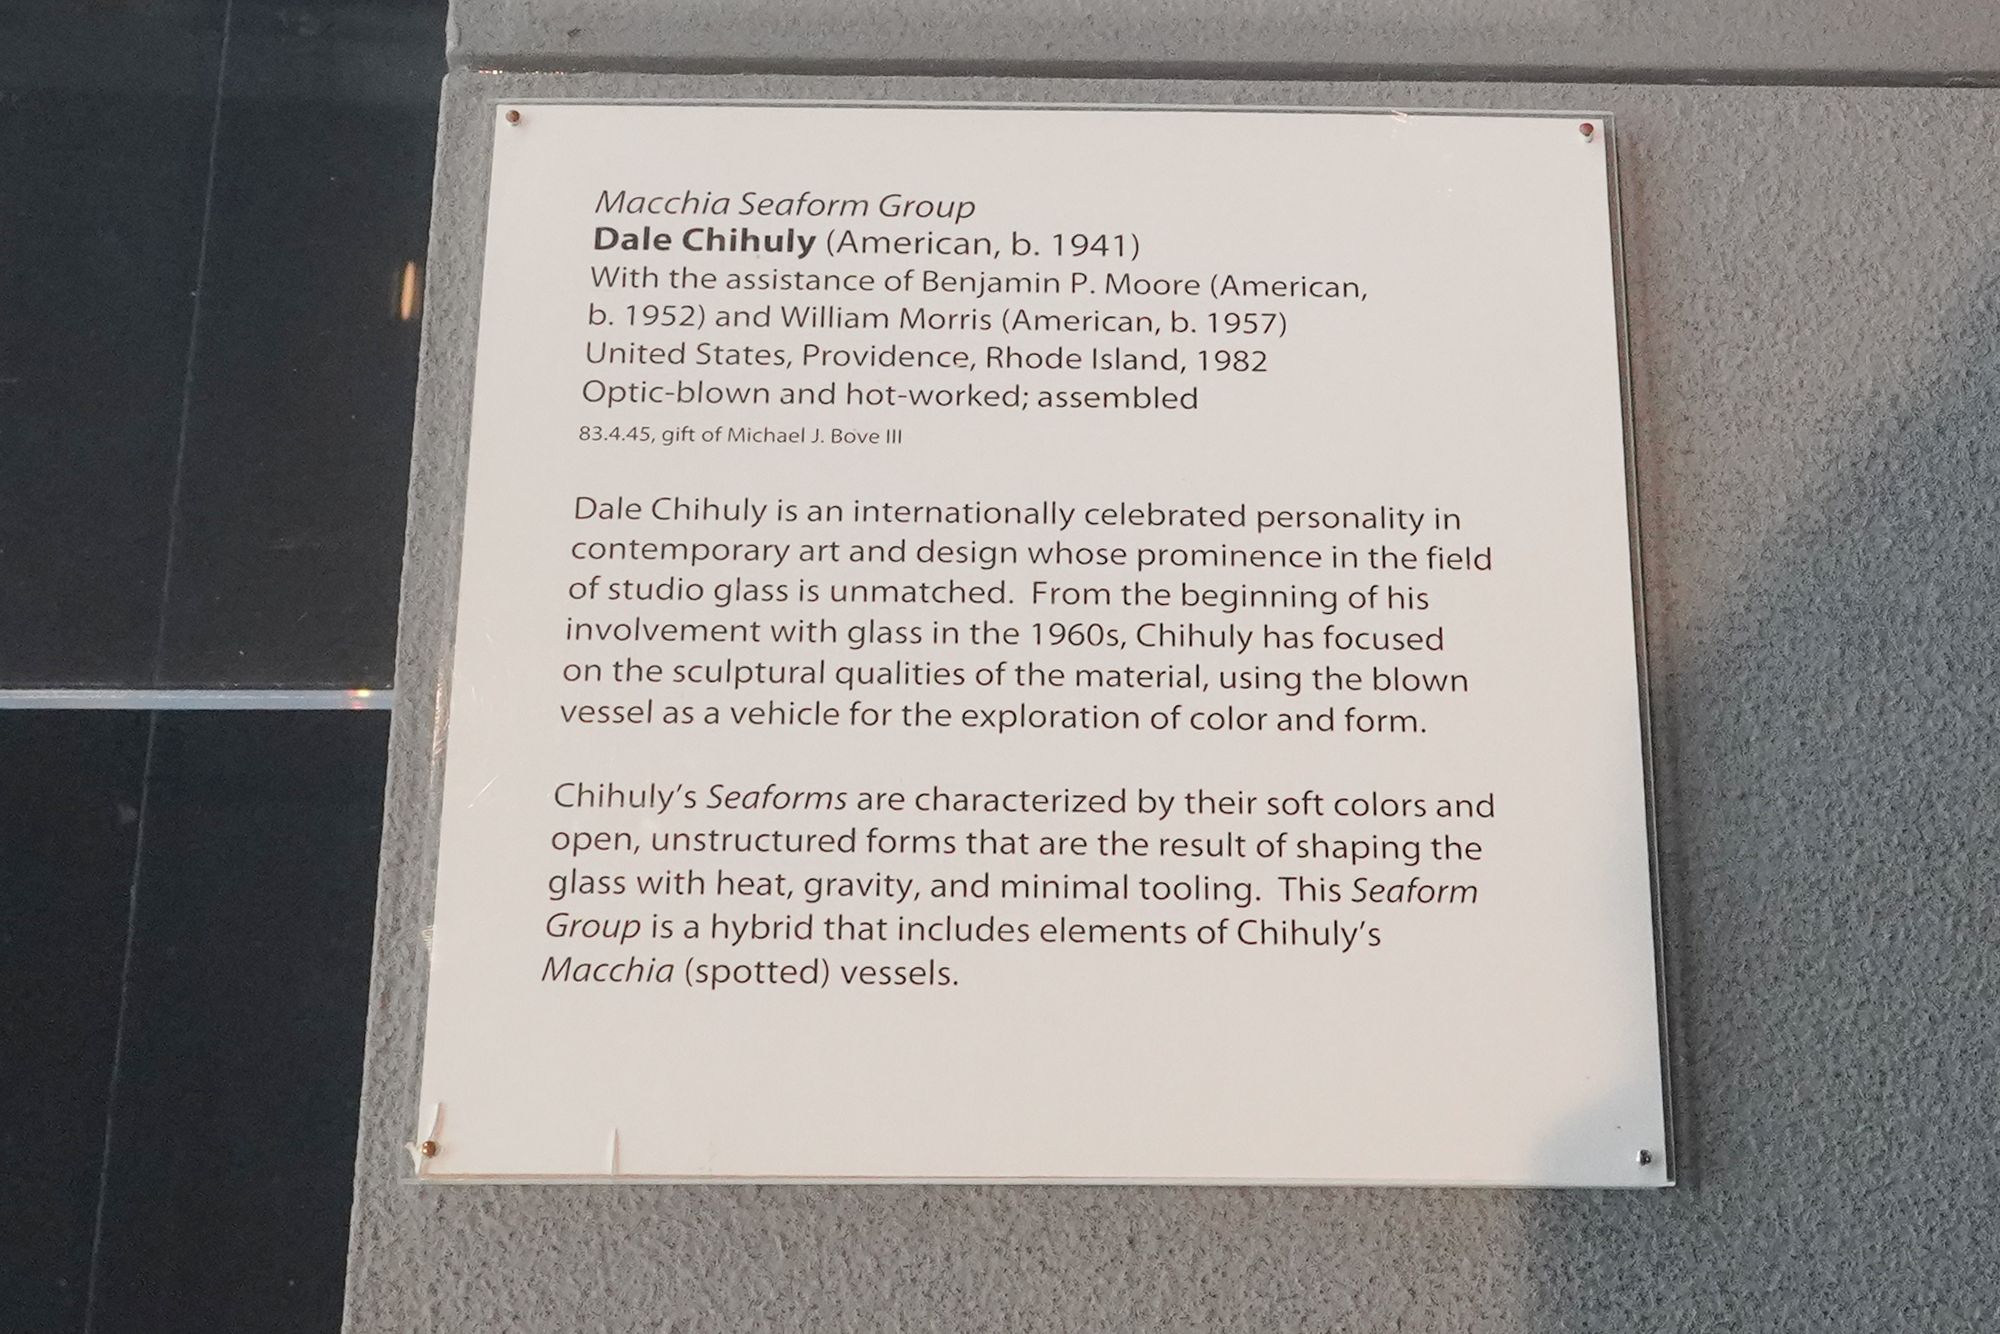 Macchia Seaform Group
Dale Chihuly (American, b. 1941)
With the assistance of Benjamin P. Moore (American,
b. 1952) and William Morris (American, b. 1957)
United States, Providence, Rhode Island, 1982
Optic-blown and hot-worked; assembled
83.4.45, gift of Michael J. Bove III
Dale Chihuly is an internationally celebrated personality in
contemporary art and design whose prominence in the field
of studio glass is unmatched.  From the beginning of his
involvement with glass in the 1960s, Chihuly has focused
on the sculptural qualities of the material, using the blown
vessel as a vehicle for the exploration of color and form.
Chihuly’s Seaforms are characterized by their soft colors and
open, unstructured forms that are the result of shaping the
glass with heat, gravity, and minimal tooling.  This Seaform
Group is a hybrid that includes elements of Chihuly’s
Macchia (spotted) vessels.